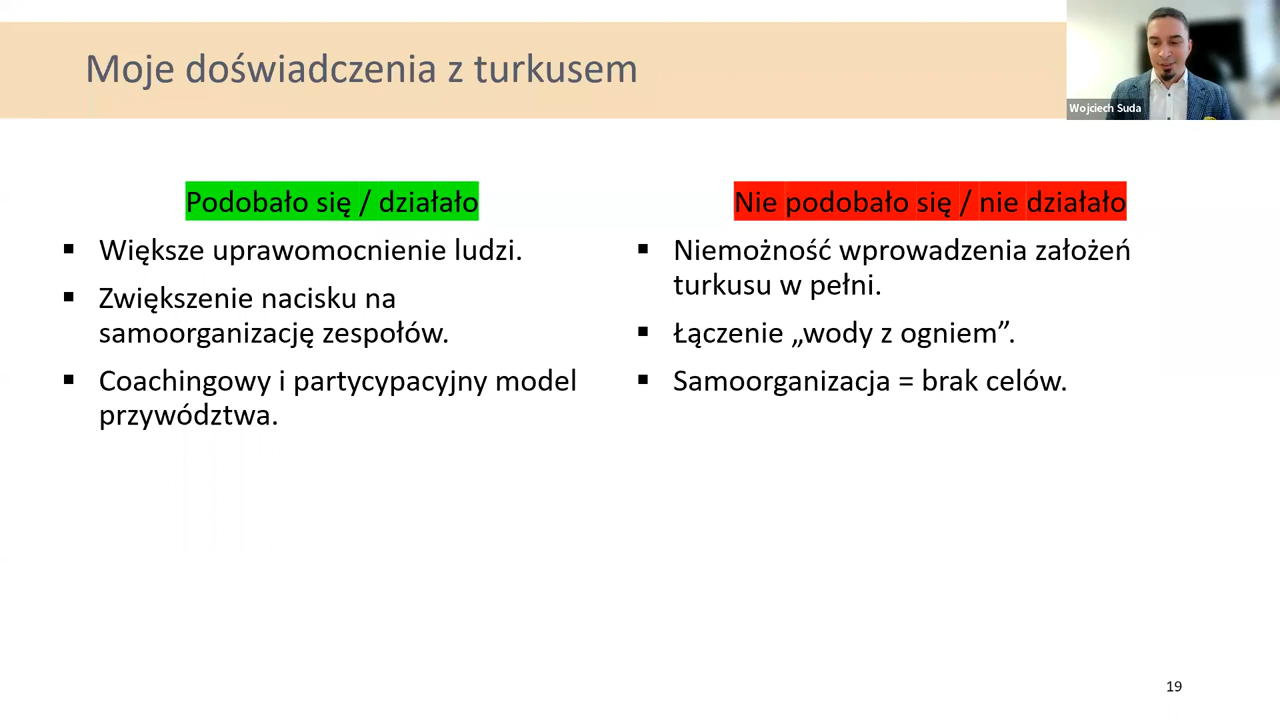 Moje doświadczenia z turkusem
Wojciech Suda
Podobało się / działało
▪ Większe uprawomocnienie ludzi.
▪ Zwiększenie nacisku na
samoorganizację zespołów.
▪ Coachingowy i partycypacyjny model
przywództwa.
Nie podobało się / nie działało
▪ Niemożność wprowadzenia założeń
turkusu w pełni.
▪ Łączenie „wody z ogniem”.
▪ Samoorganizacja = brak celów.
19